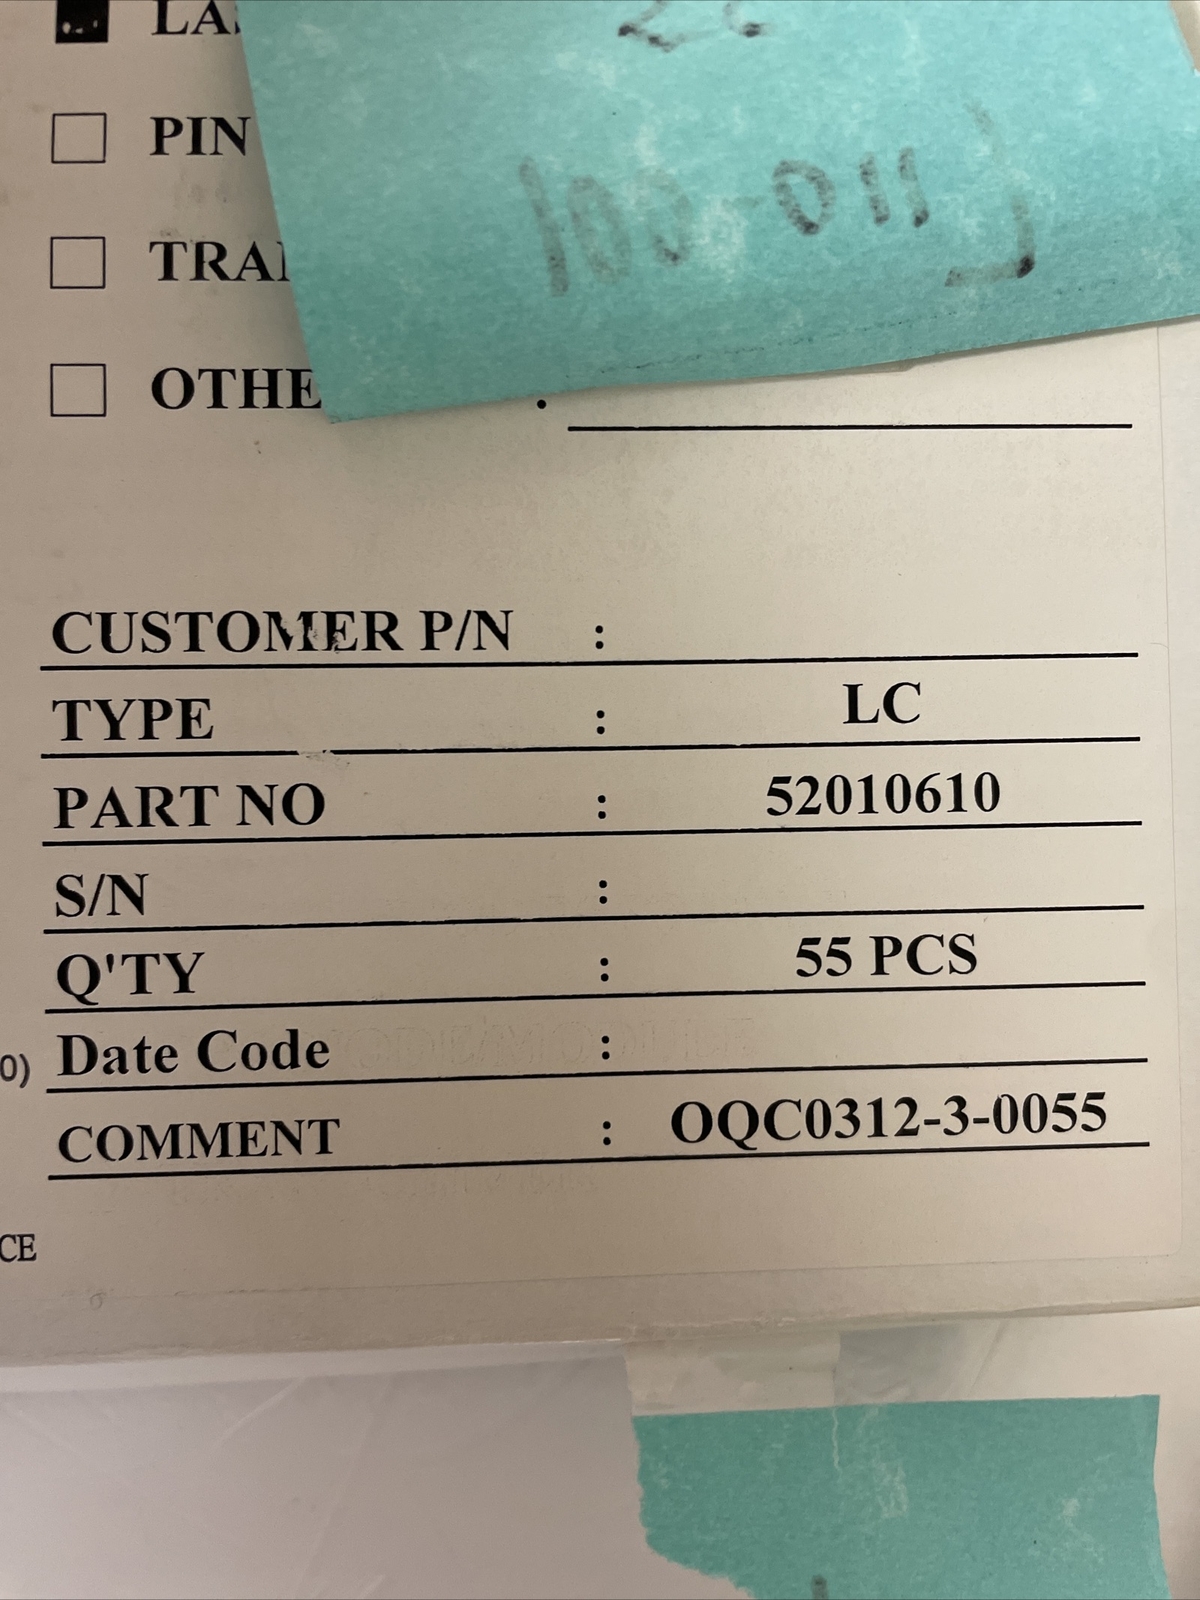 PIN
OTHE
CUSTOMER P/N :
TYPE : LC
PART NO : 52010610
S/N :
Q'TY : 55 PCS
0) Date Code :
COMMENT : OQC0312-3-0055
CE